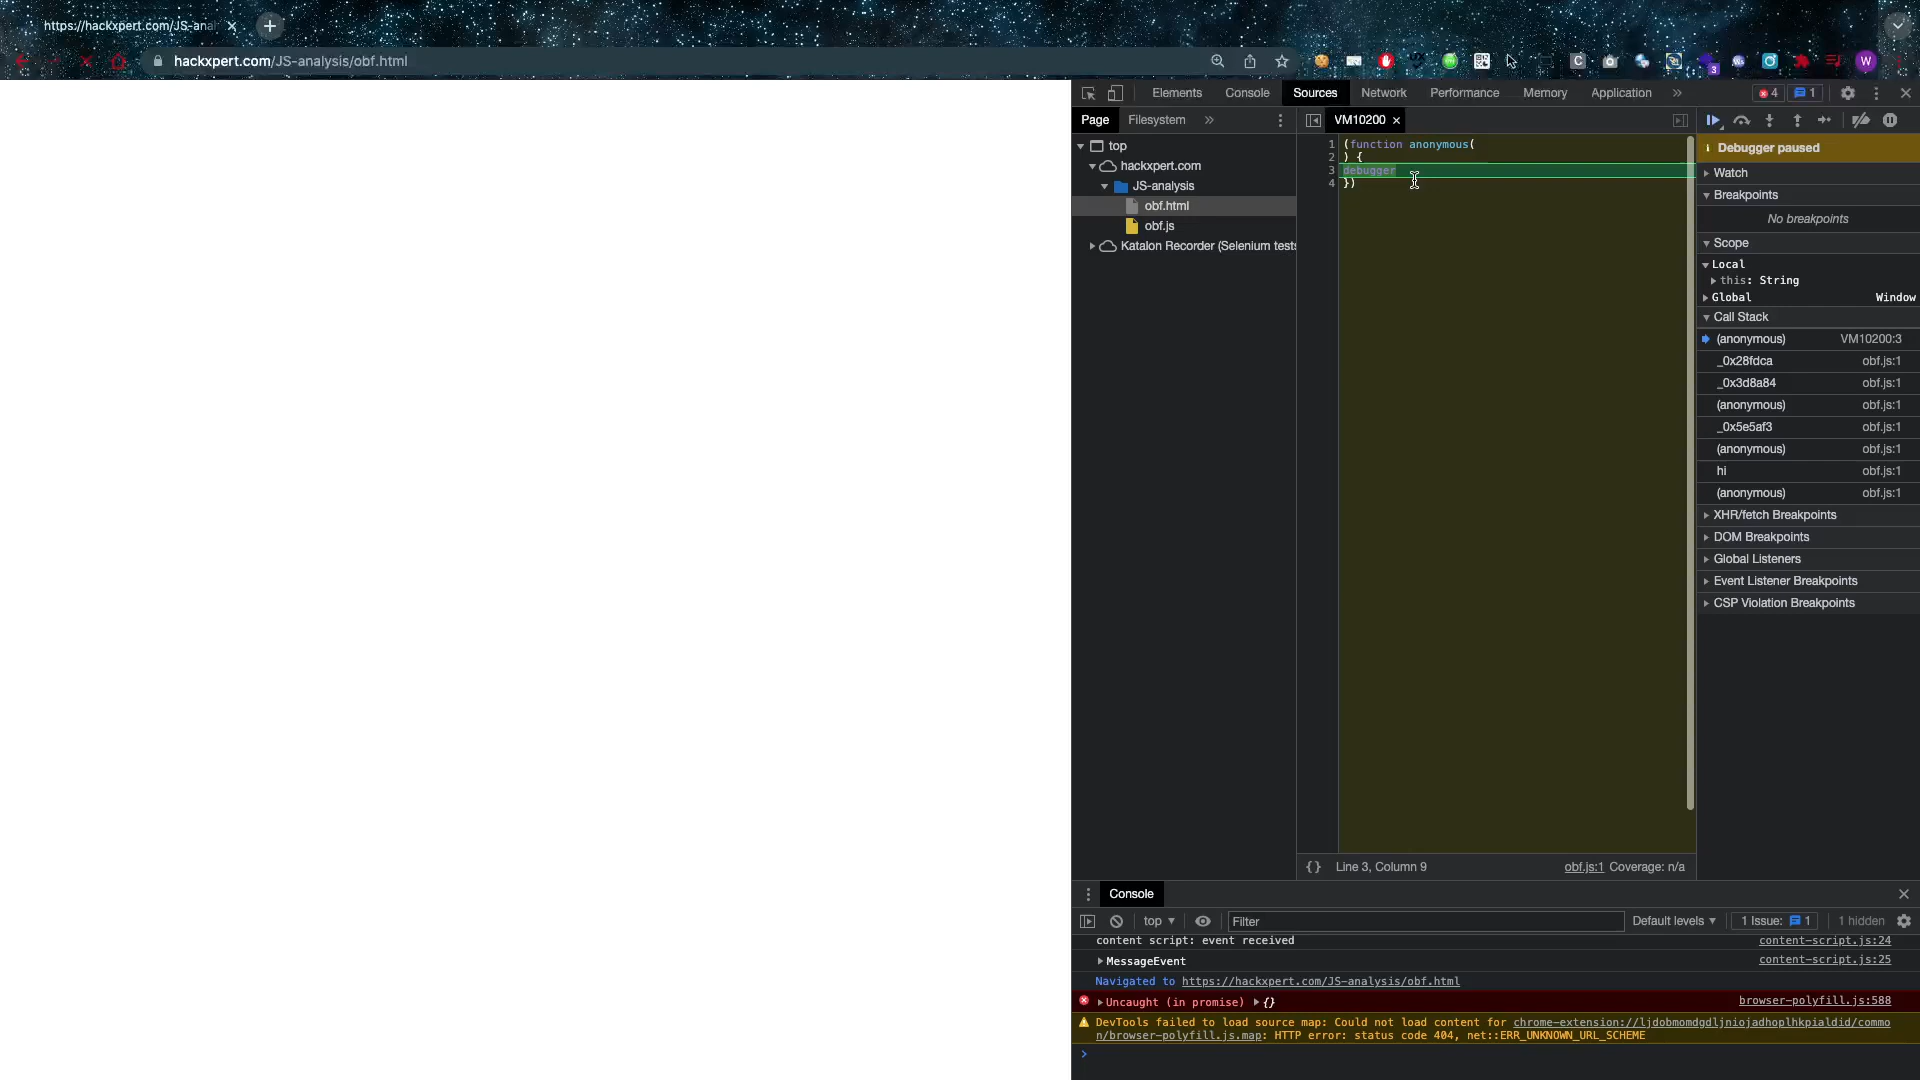 https://hackxpert.com/JS-anal
hackxpert.com/JS-analysis/obf.html
C
3
W
Elements
Console
Sources
Network
Performance
Memory
Application
»
4
1
Page
Filesystem
»
VM10200
top
hackxpert.com
JS-analysis
obf.html
obf.js
Katalon Recorder (Selenium tests
1 (function anonymous(
2 ) {
3 debugger
4 })
{} Line 3, Column 9
obf.js:1 Coverage: n/a
Debugger paused
Watch
Breakpoints
No breakpoints
Scope
Local
this: String
Global Window
Call Stack
(anonymous) VM10200:3
_0x28fdca obf.js:1
_0x3d8a84 obf.js:1
(anonymous) obf.js:1
_0x5e5af3 obf.js:1
(anonymous) obf.js:1
hi obf.js:1
(anonymous) obf.js:1
XHR/fetch Breakpoints
DOM Breakpoints
Global Listeners
Event Listener Breakpoints
CSP Violation Breakpoints
Console
top
Filter
Default levels
1 Issue: 1
1 hidden
content script: event received content-script.js:24
MessageEvent content-script.js:25
Navigated to https://hackxpert.com/JS-analysis/obf.html
Uncaught (in promise) {} browser-polyfill.js:588
DevTools failed to load source map: Could not load content for chrome-extension://ljdobmomdgdljniojadhoplhkpialdid/commo
n/browser-polyfill.js.map: HTTP error: status code 404, net::ERR_UNKNOWN_URL_SCHEME